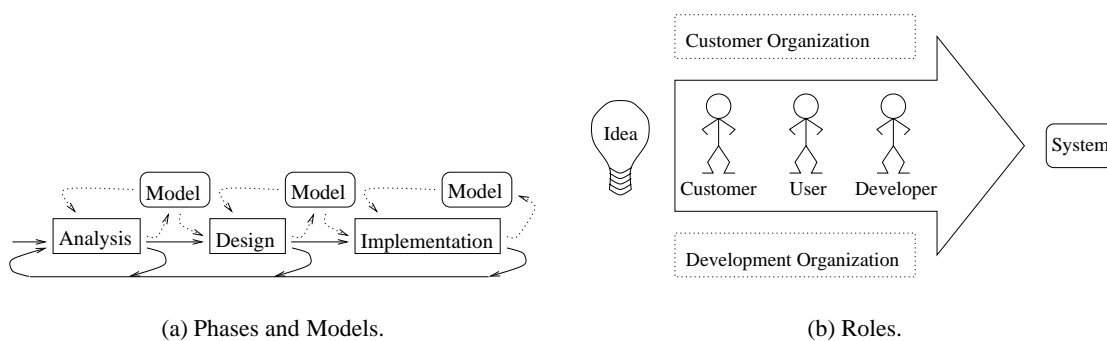 Model
Model
Model
Analysis
Design
Implementation
(a) Phases and Models.
Customer Organization
Idea
Customer
User
Developer
System
Development Organization
(b) Roles.